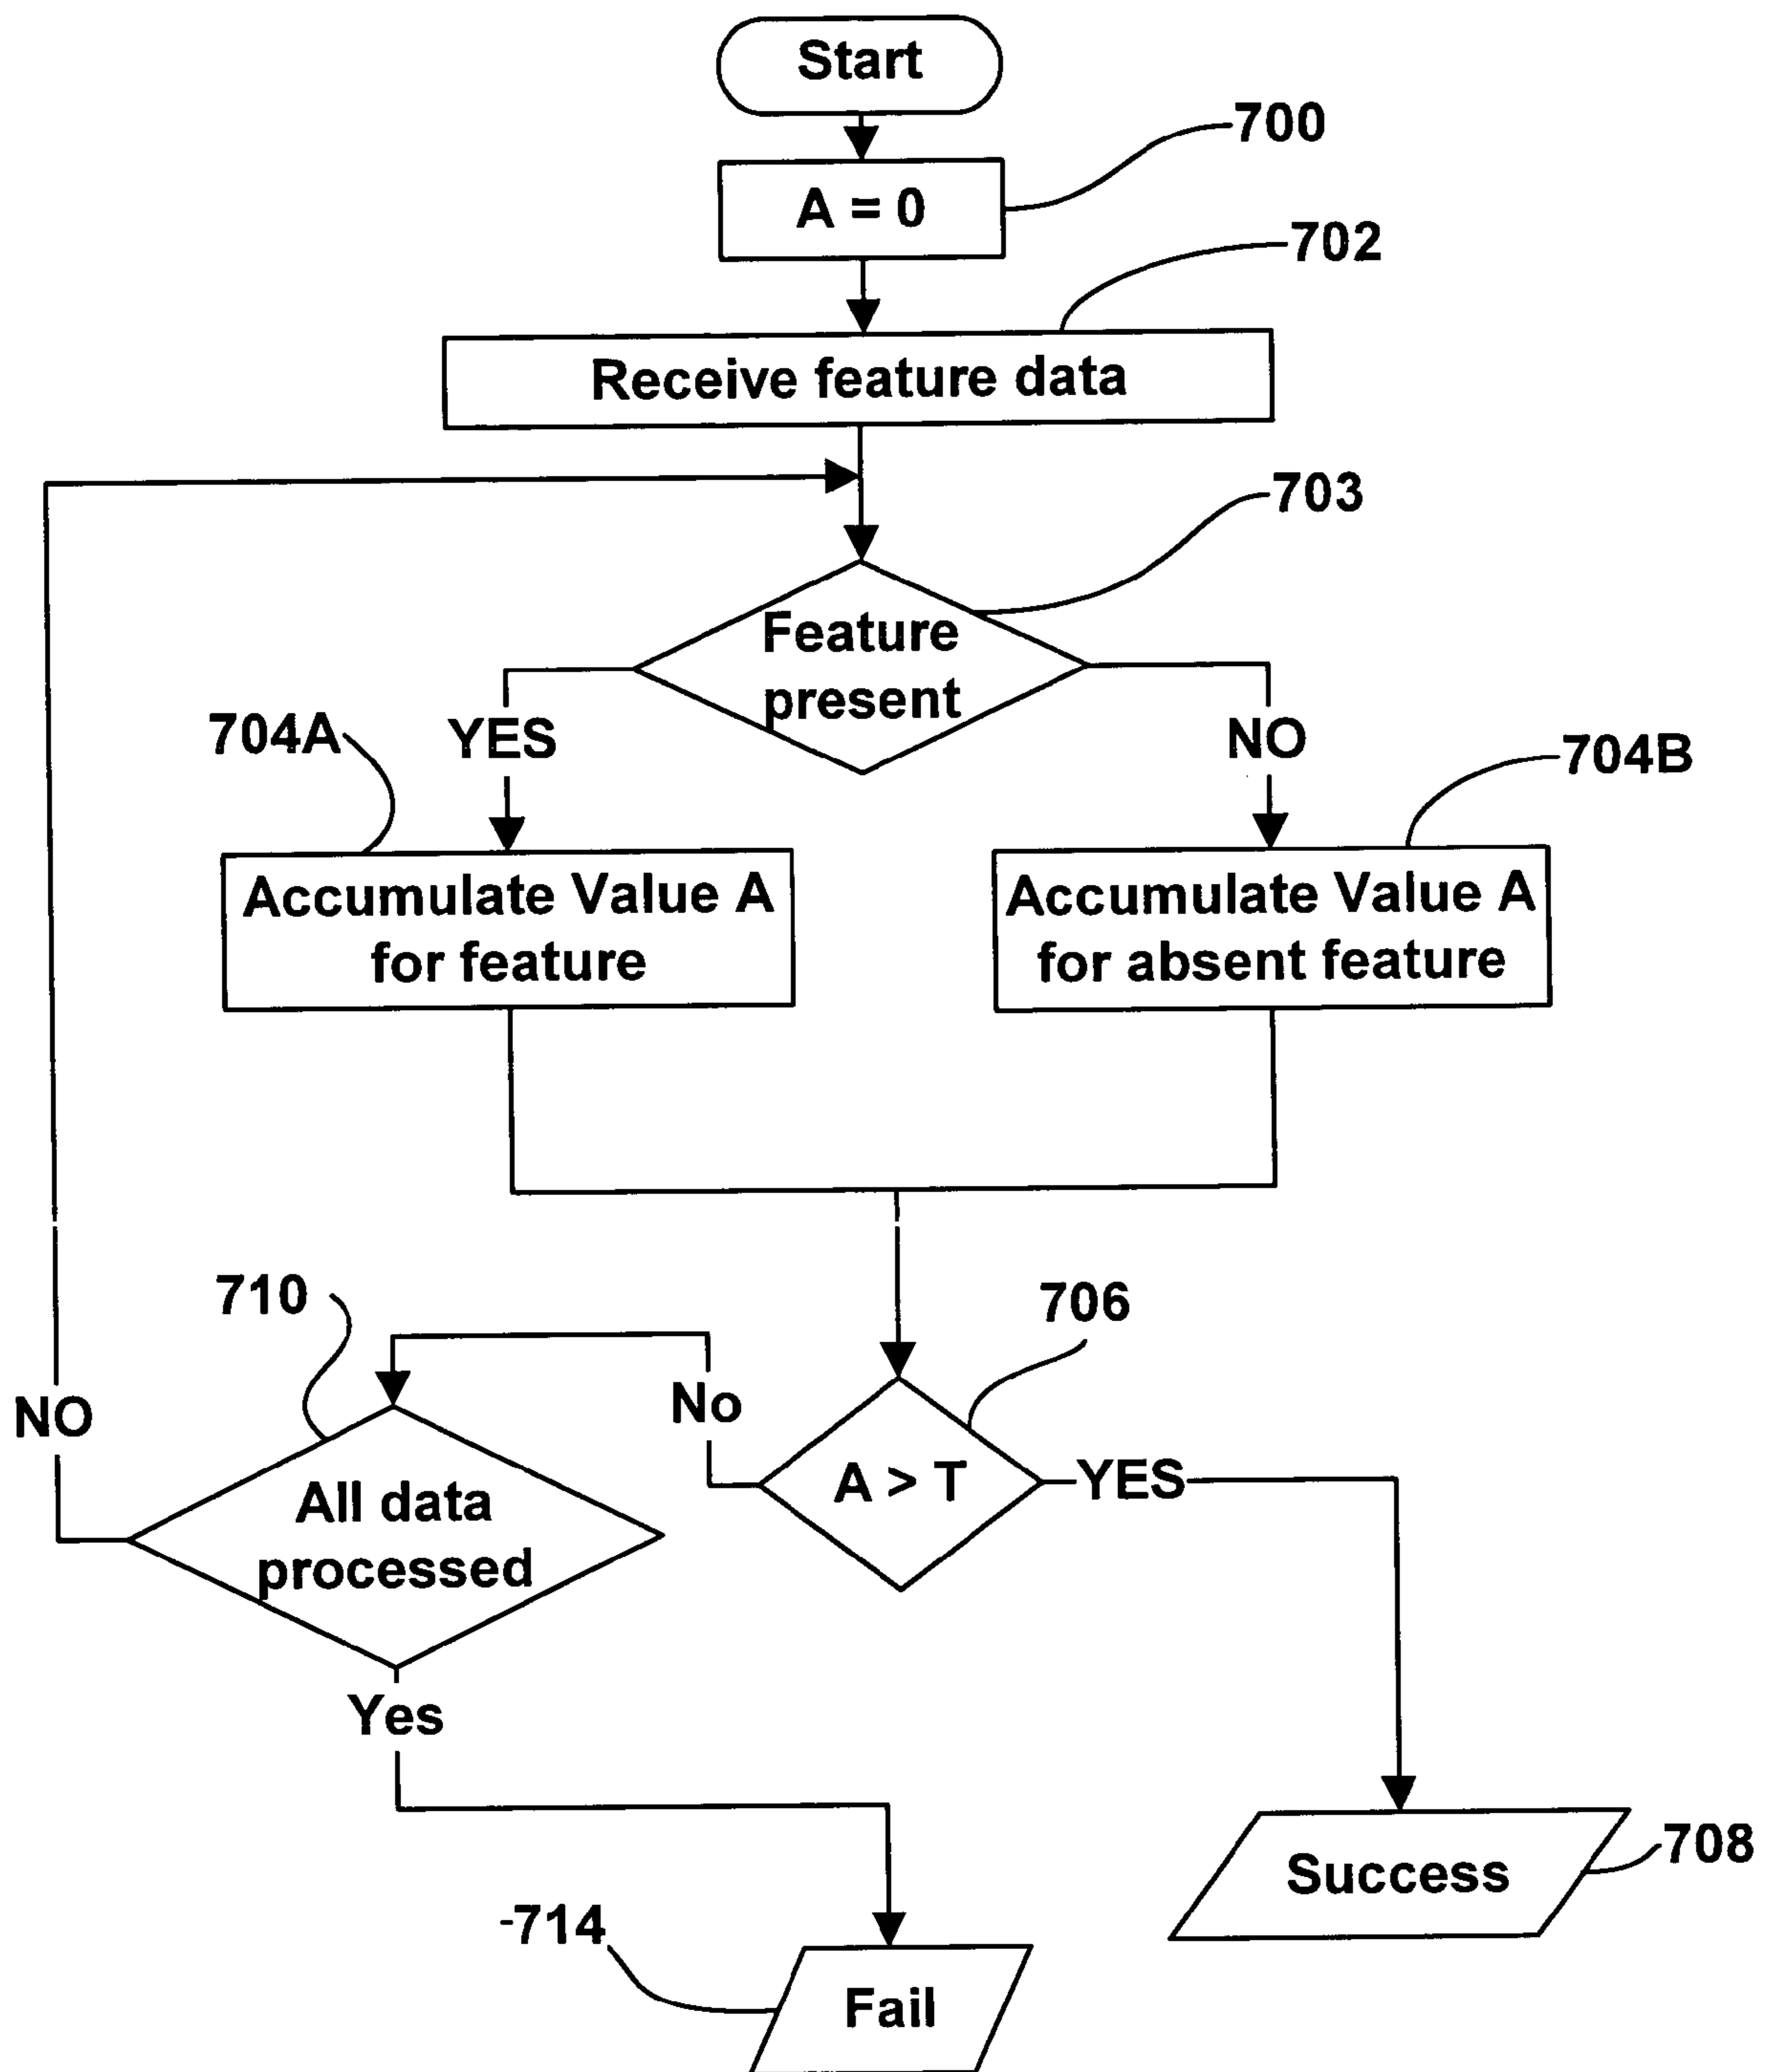 Start
700
A = 0
702
Receive feature data
703
Feature
present
704A
YES
NO
704B
Accumulate Value A
for feature
Accumulate Value A
for absent feature
710
706
NO
No
A > T
YES
All data
processed
Yes
708
Success
714
Fail